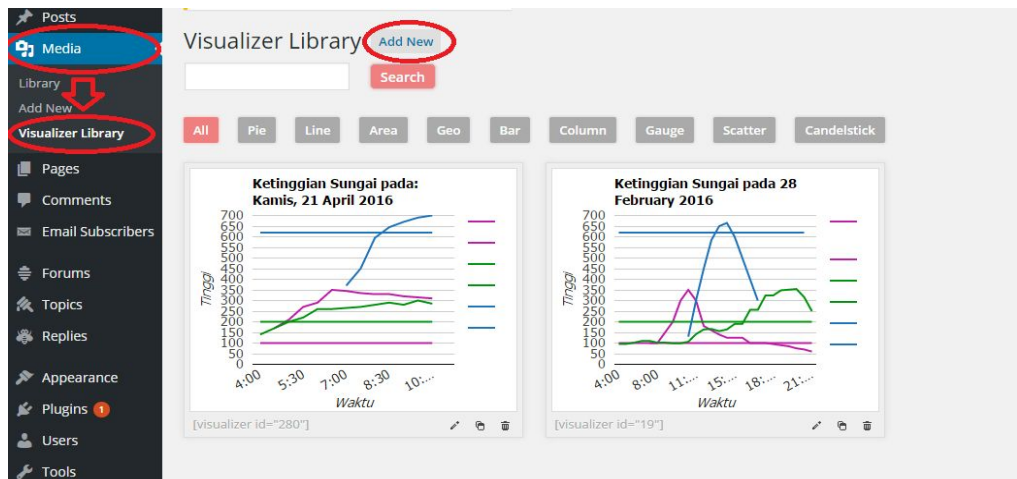 Posts
Media
Library
Add New
Visualizer Library
Pages
Comments
Email Subscribers
Forums
Topics
Replies
Appearance
Plugins 1
Users
Tools
Visualizer Library Add New
Search
All Pie Line Area Geo Bar Column Gauge Scatter Candelstick
Ketinggian Sungai pada:
Kamis, 21 April 2016
700
650
600
550
500
450
400
350
300
250
200
150
100
50
0
Tinggi
4:00 5:30 7:00 8:30 10:...
Waktu
[visualizer id="280"]
Ketinggian Sungai pada 28
February 2016
700
650
600
550
500
450
400
350
300
250
200
150
100
50
0
Tinggi
4:00 8:00 11:... 15:... 18:... 21:...
Waktu
[visualizer id="19"]